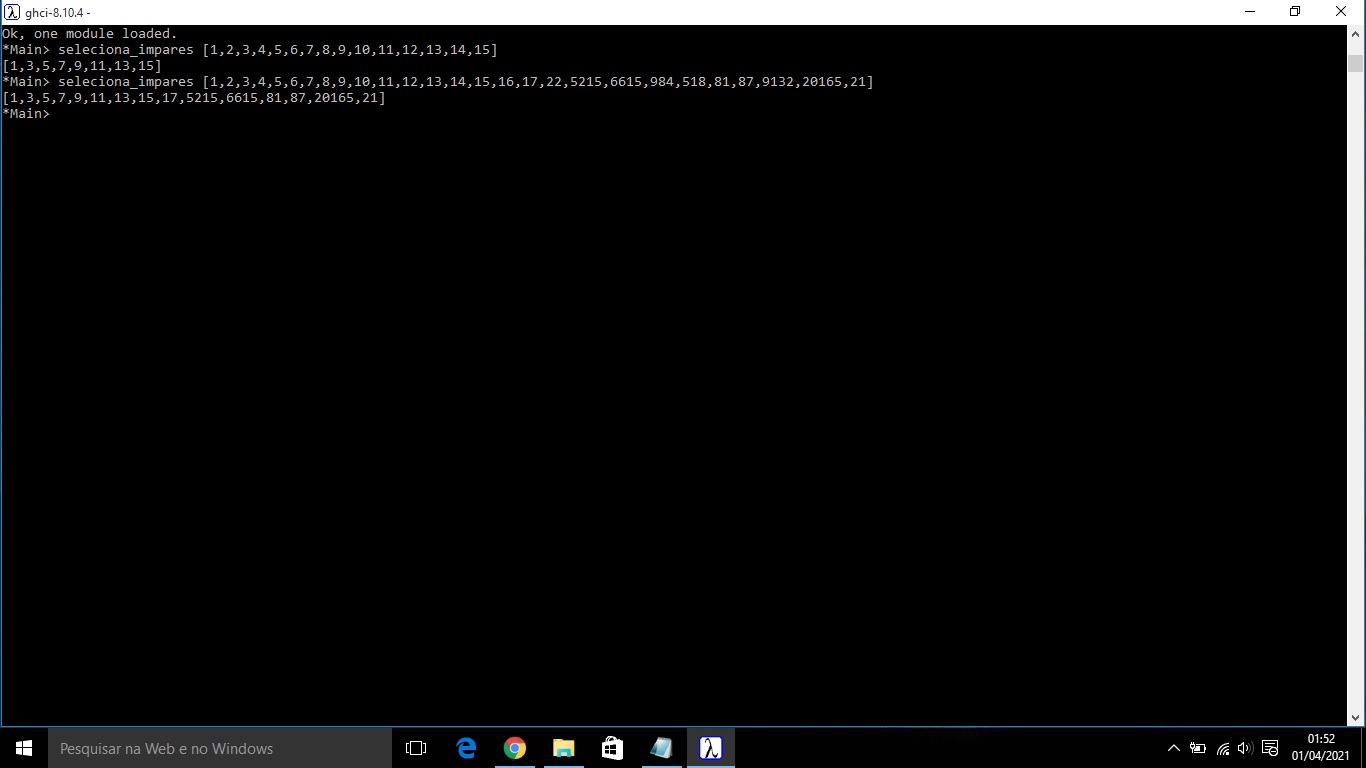 ghci-8.10.4 -
Ok, one module loaded.
*Main> seleciona_impares [1,2,3,4,5,6,7,8,9,10,11,12,13,14,15]
[1,3,5,7,9,11,13,15]
*Main> seleciona_impares [1,2,3,4,5,6,7,8,9,10,11,12,13,14,15,16,17,22,5215,6615,984,518,81,87,9132,20165,21]
[1,3,5,7,9,11,13,15,17,5215,6615,81,87,20165,21]
*Main>
Pesquisar na Web e no Windows
01:52
01/04/2021